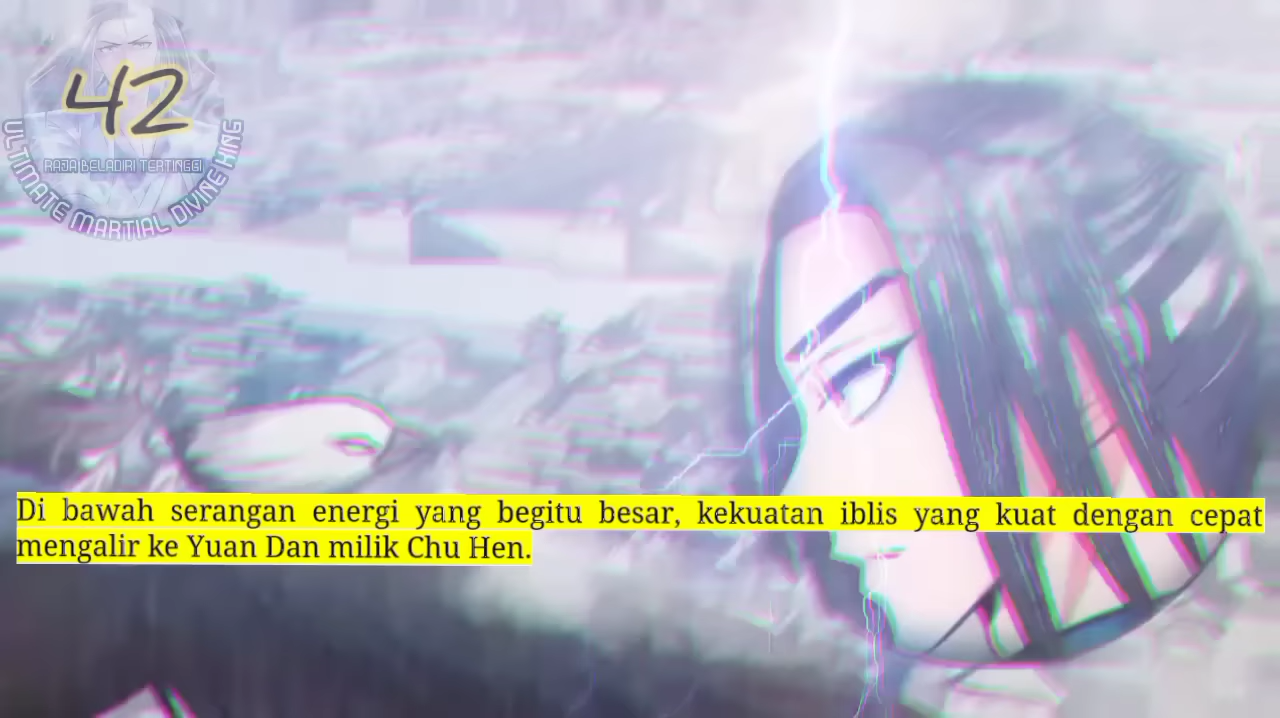 42
RAJA BELADIRI TERTINGGI
ULTIMATE MARTIAL DIVINE KING
Di bawah serangan energi yang begitu besar, kekuatan iblis yang kuat dengan cepat
mengalir ke Yuan Dan milik Chu Hen.